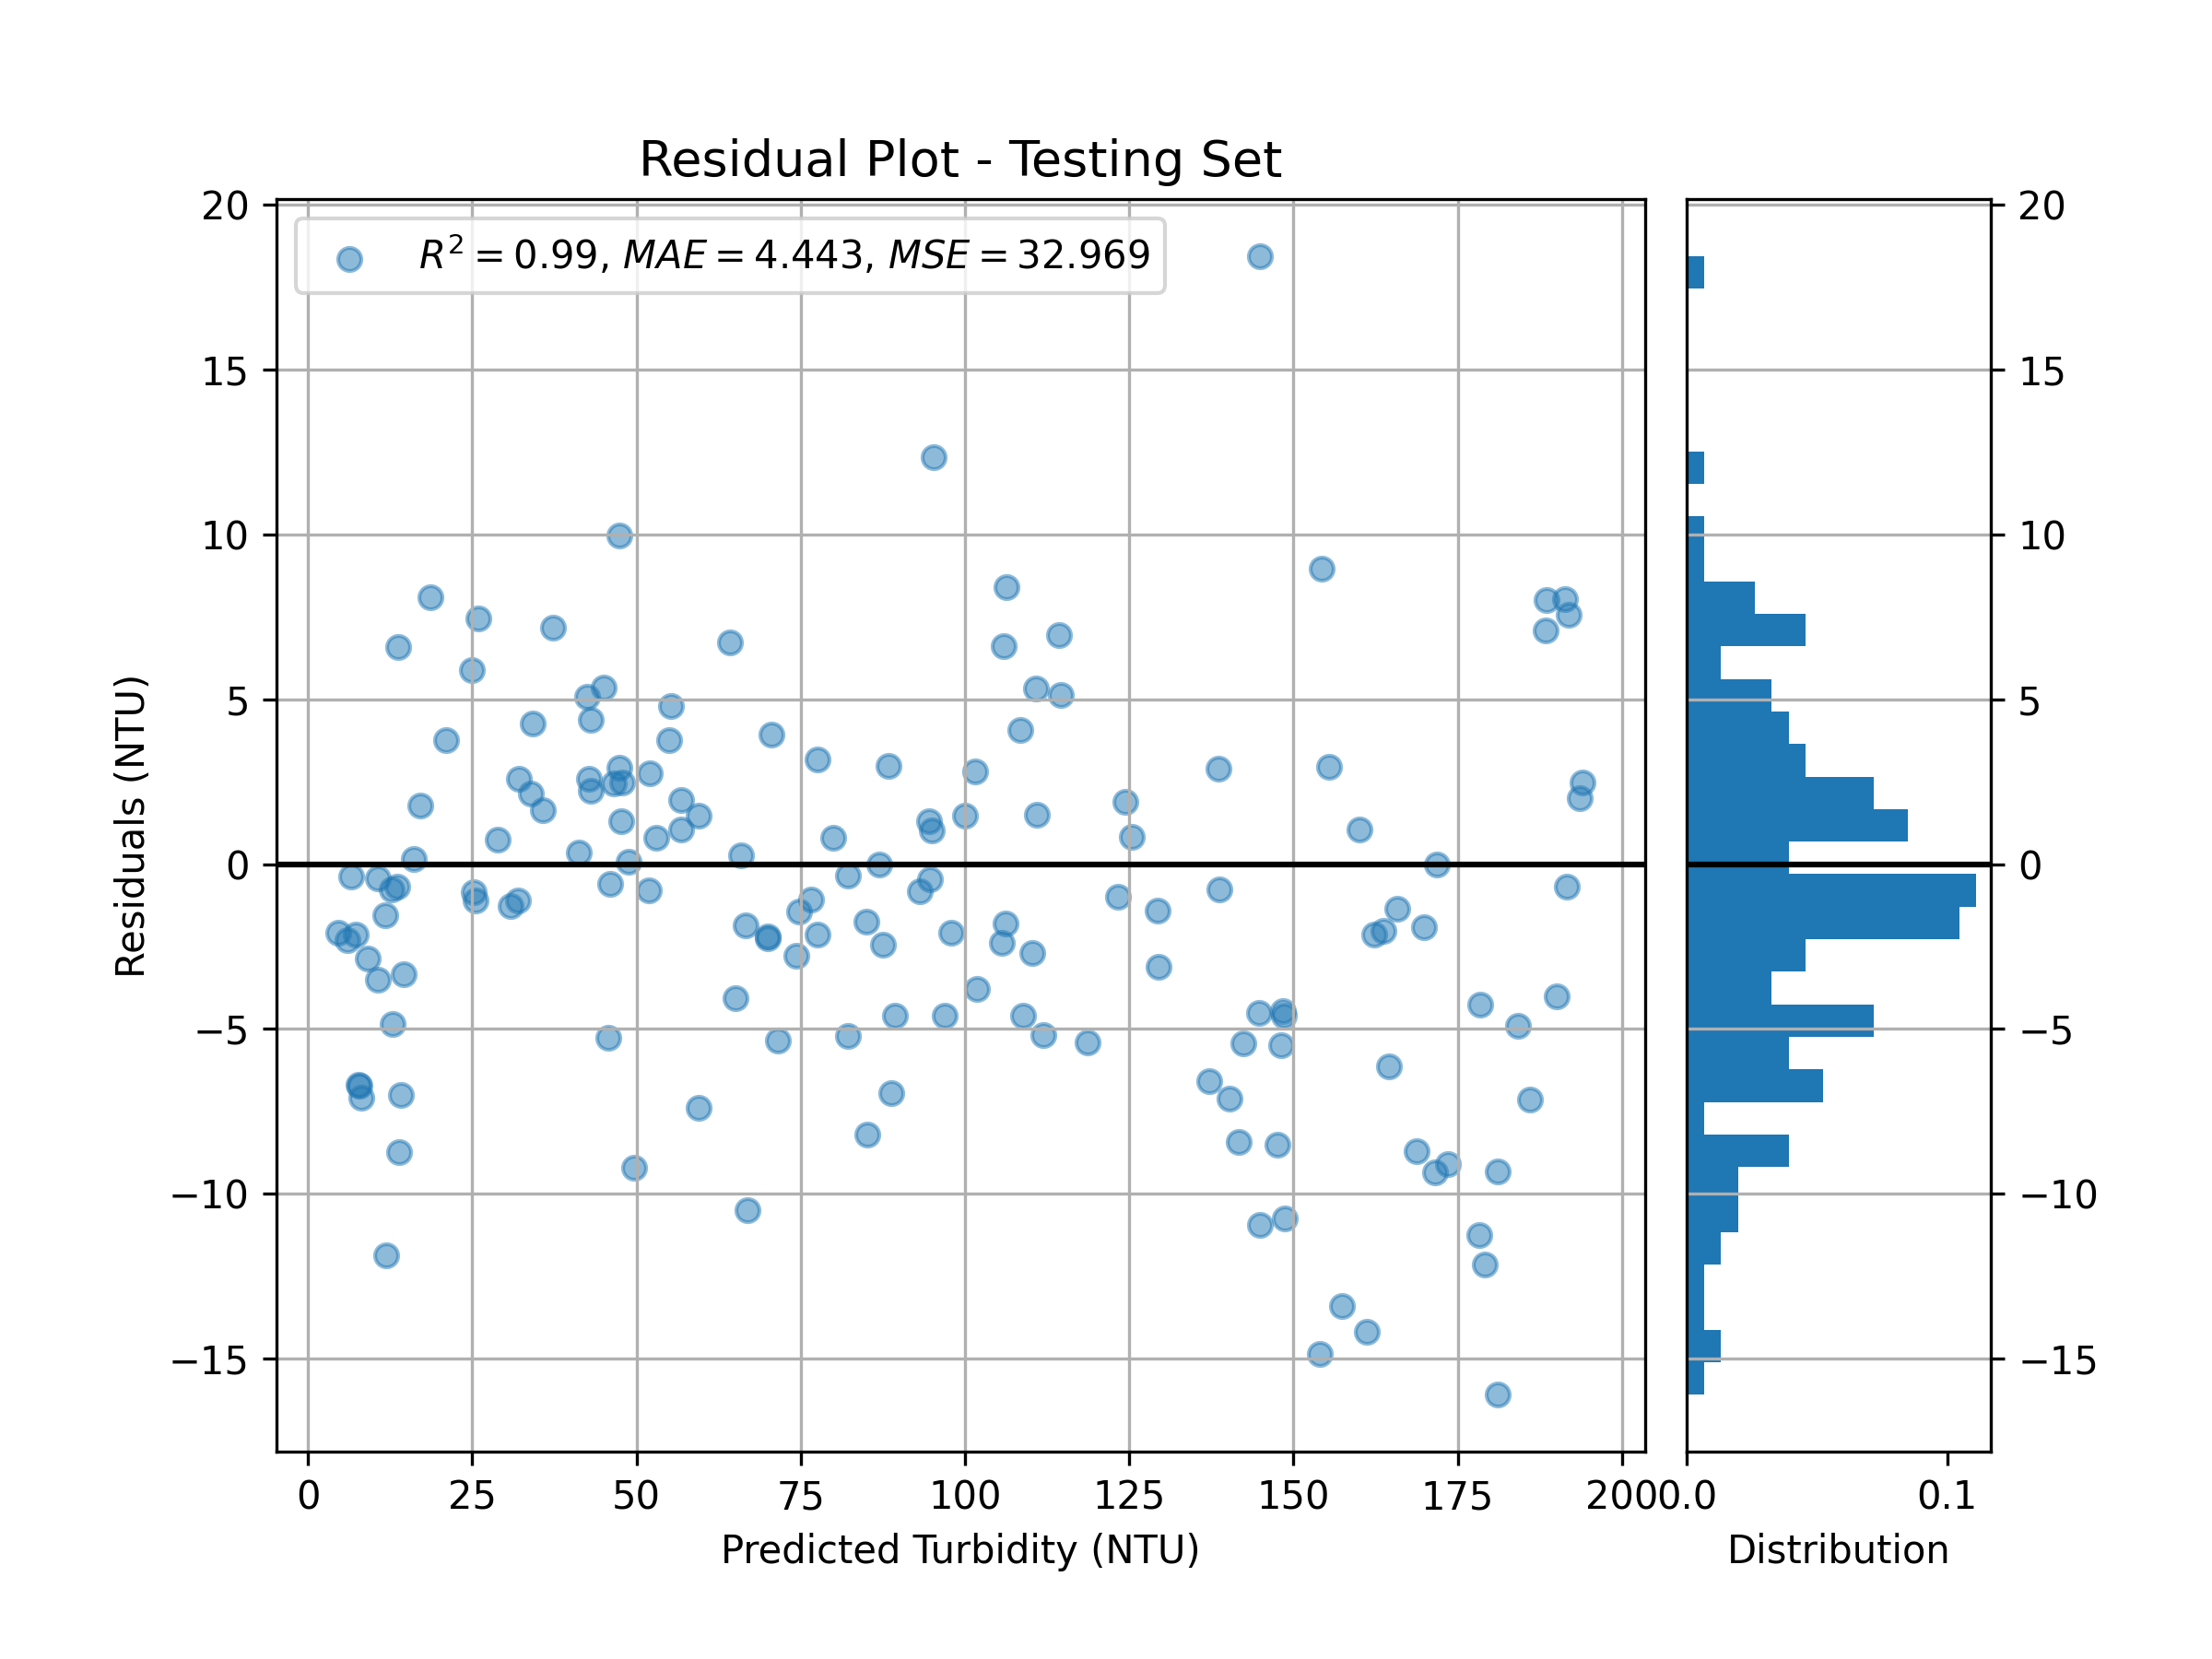 Residual Plot - Testing Set
R² = 0.99, MAE = 4.443, MSE = 32.969
20
15
10
5
0
−5
−10
−15
Residuals (NTU)
0 25 50 75 100 125 150 175 200
Predicted Turbidity (NTU)
20
15
10
5
0
−5
−10
−15
0.0 0.1
Distribution